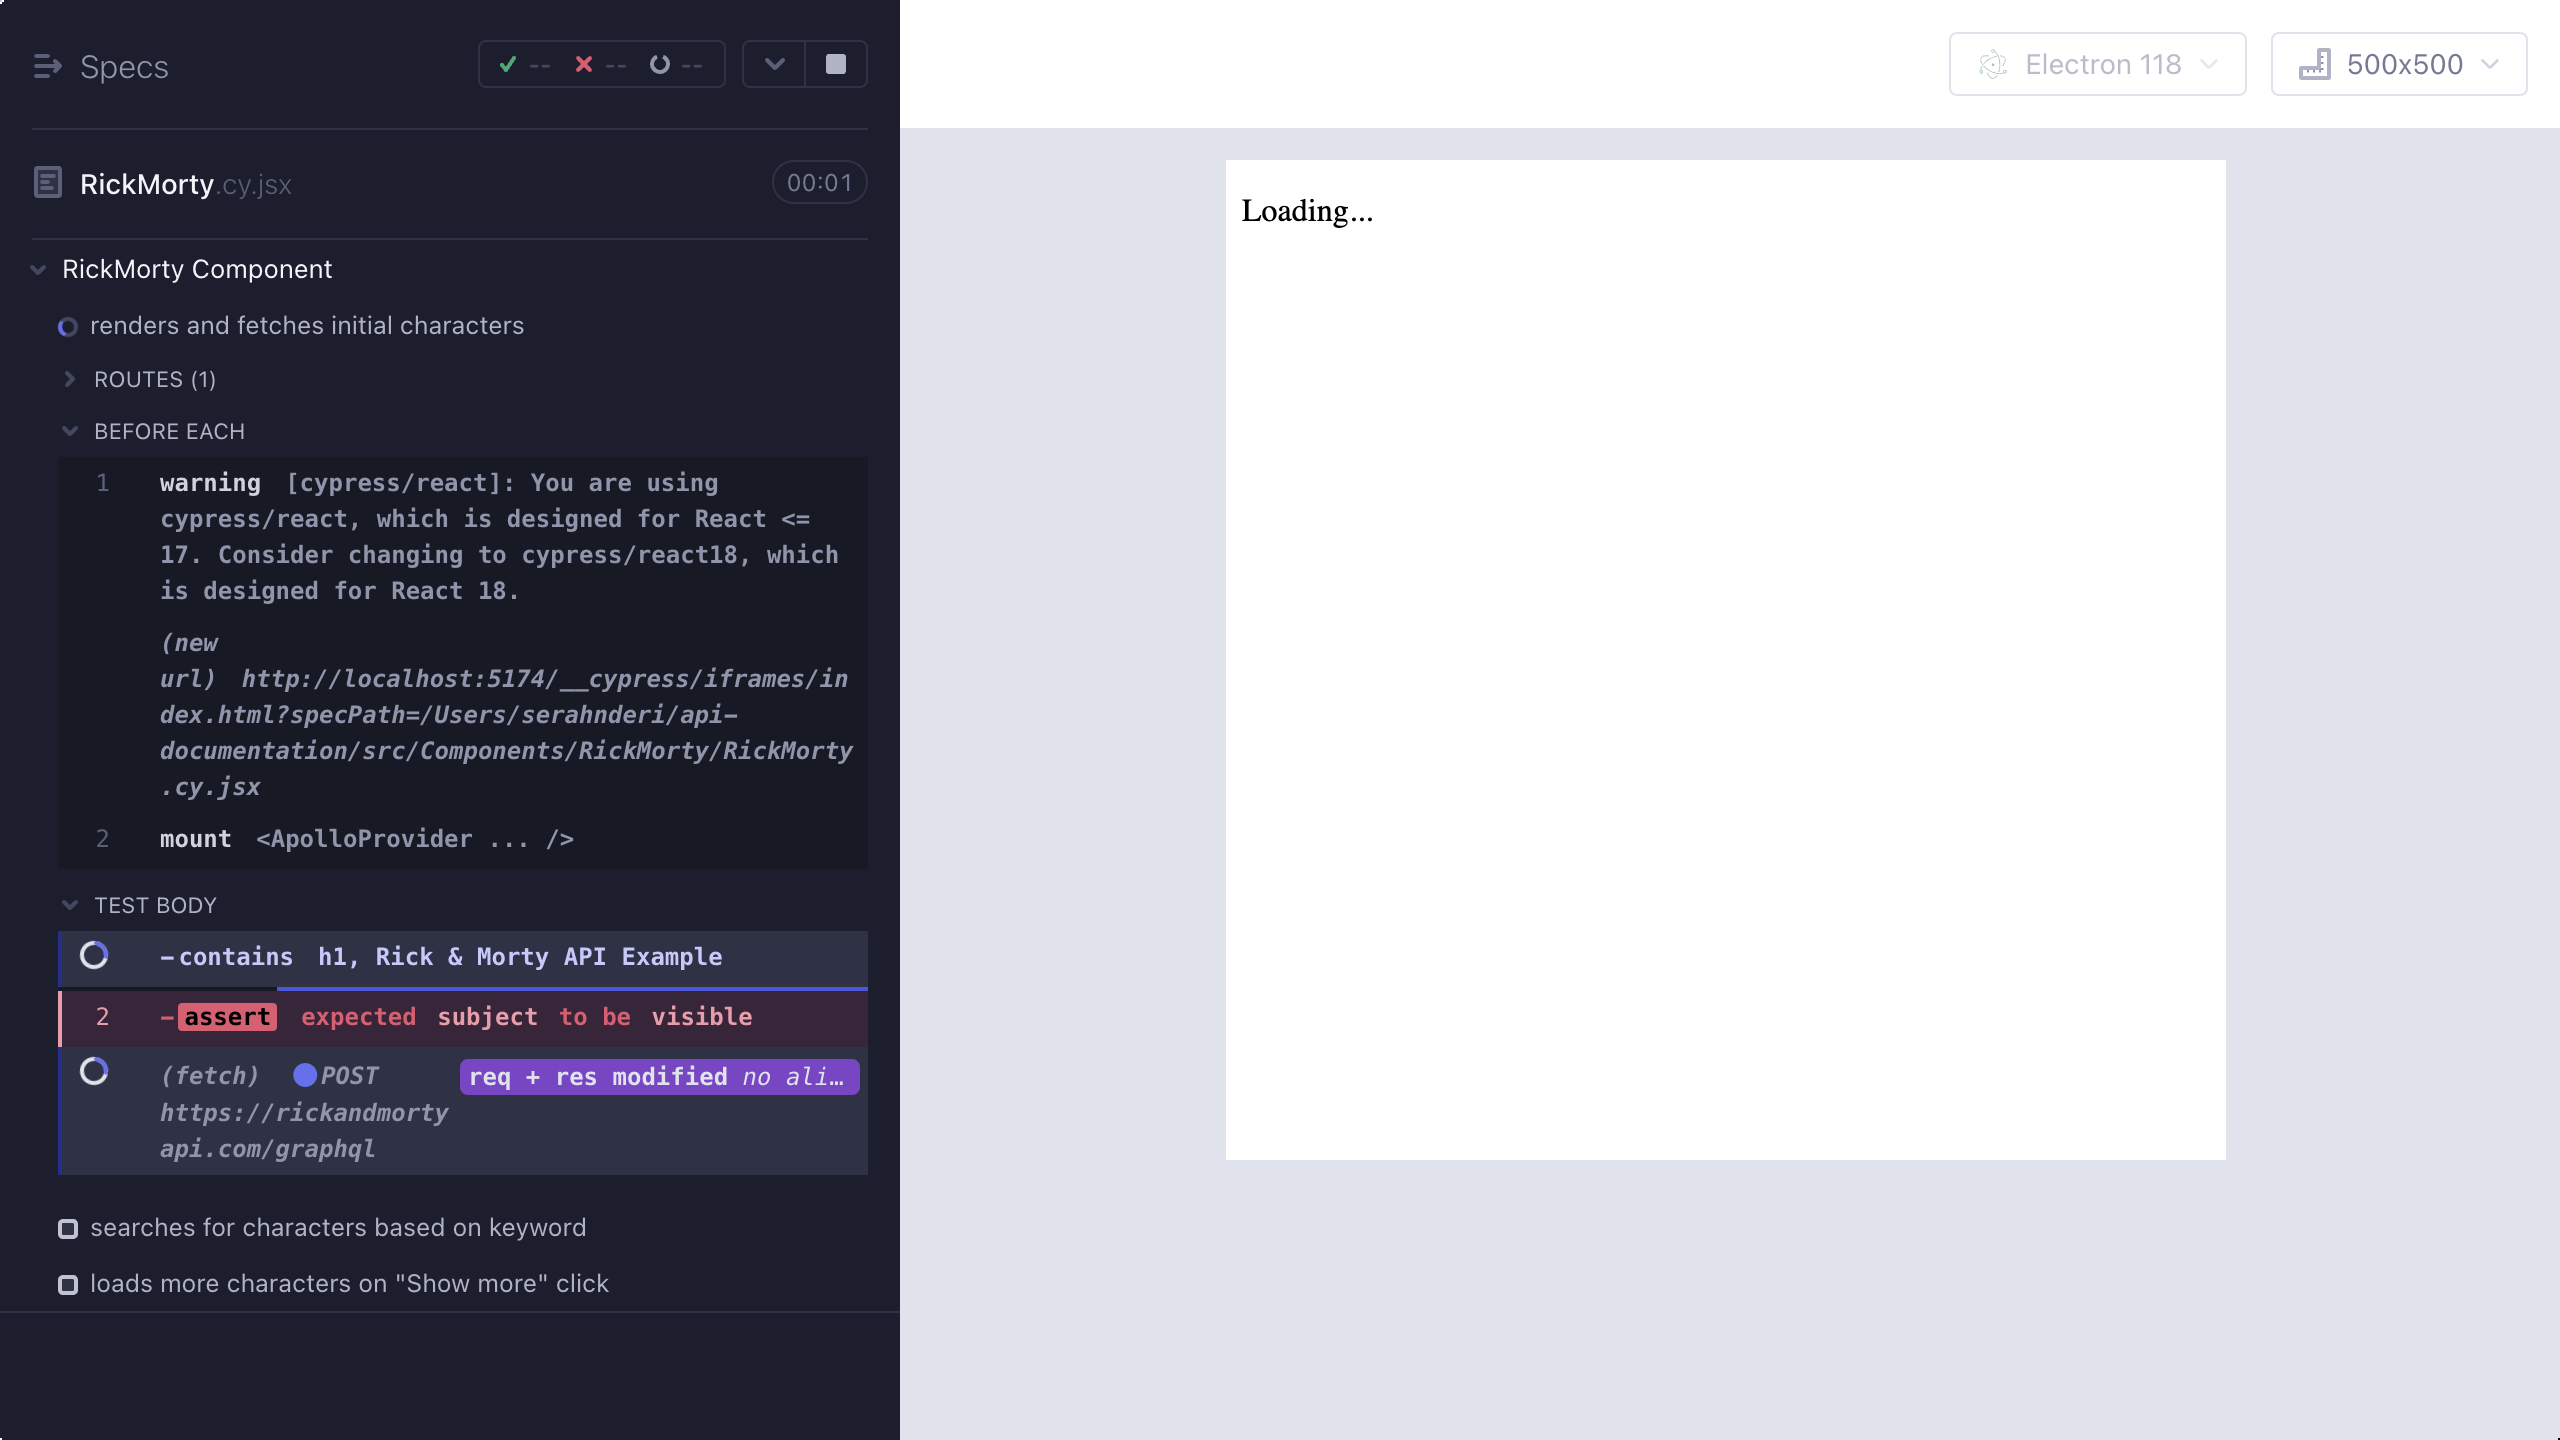 Specs
-- -- --
RickMorty.cy.jsx
00:01
RickMorty Component
renders and fetches initial characters
ROUTES (1)
BEFORE EACH
1 warning [cypress/react]: You are using
cypress/react, which is designed for React <=
17. Consider changing to cypress/react18, which
is designed for React 18.
(new
url) http://localhost:5174/__cypress/iframes/in
dex.html?specPath=/Users/serahnderi/api-
documentation/src/Components/RickMorty/RickMorty
.cy.jsx
2 mount <ApolloProvider ... />
TEST BODY
-contains h1, Rick & Morty API Example
2 -assert expected subject to be visible
(fetch) POST req + res modified no ali…
https://rickandmorty
api.com/graphql
searches for characters based on keyword
loads more characters on "Show more" click
Electron 118
500x500
Loading...